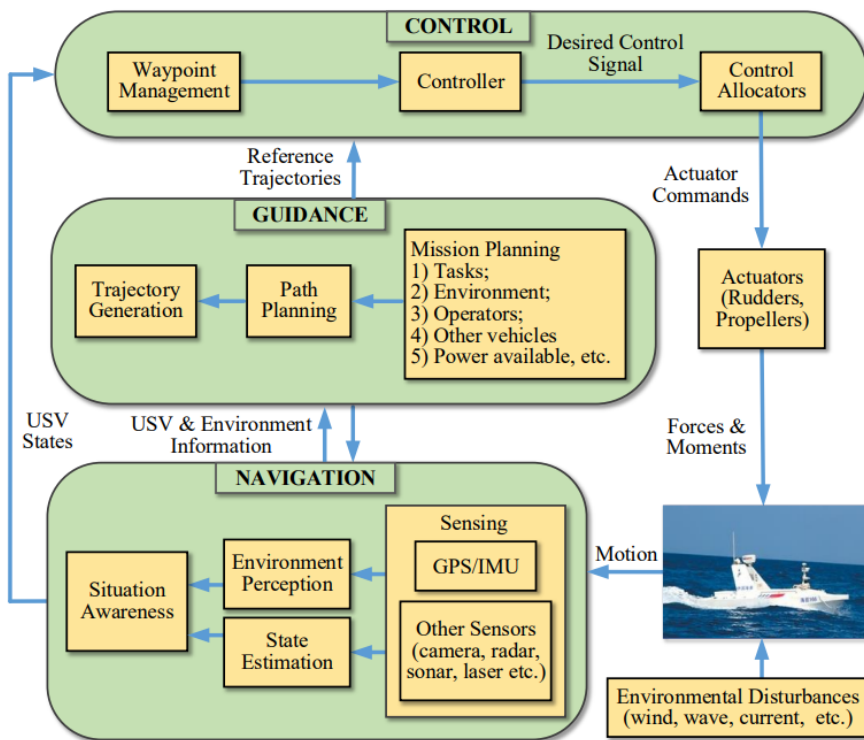 CONTROL
Waypoint
Management
Controller
Desired Control
Signal
Control
Allocators
Reference
Trajectories
Actuator
Commands
GUIDANCE
Trajectory
Generation
Path
Planning
Mission Planning
1) Tasks;
2) Environment;
3) Operators;
4) Other vehicles
5) Power available, etc.
Actuators
(Rudders,
Propellers)
USV
States
USV & Environment
Information
Forces &
Moments
NAVIGATION
Situation
Awareness
Environment
Perception
State
Estimation
Sensing
GPS/IMU
Other Sensors
(camera, radar,
sonar, laser etc.)
Motion
Environmental Disturbances
(wind, wave, current, etc.)